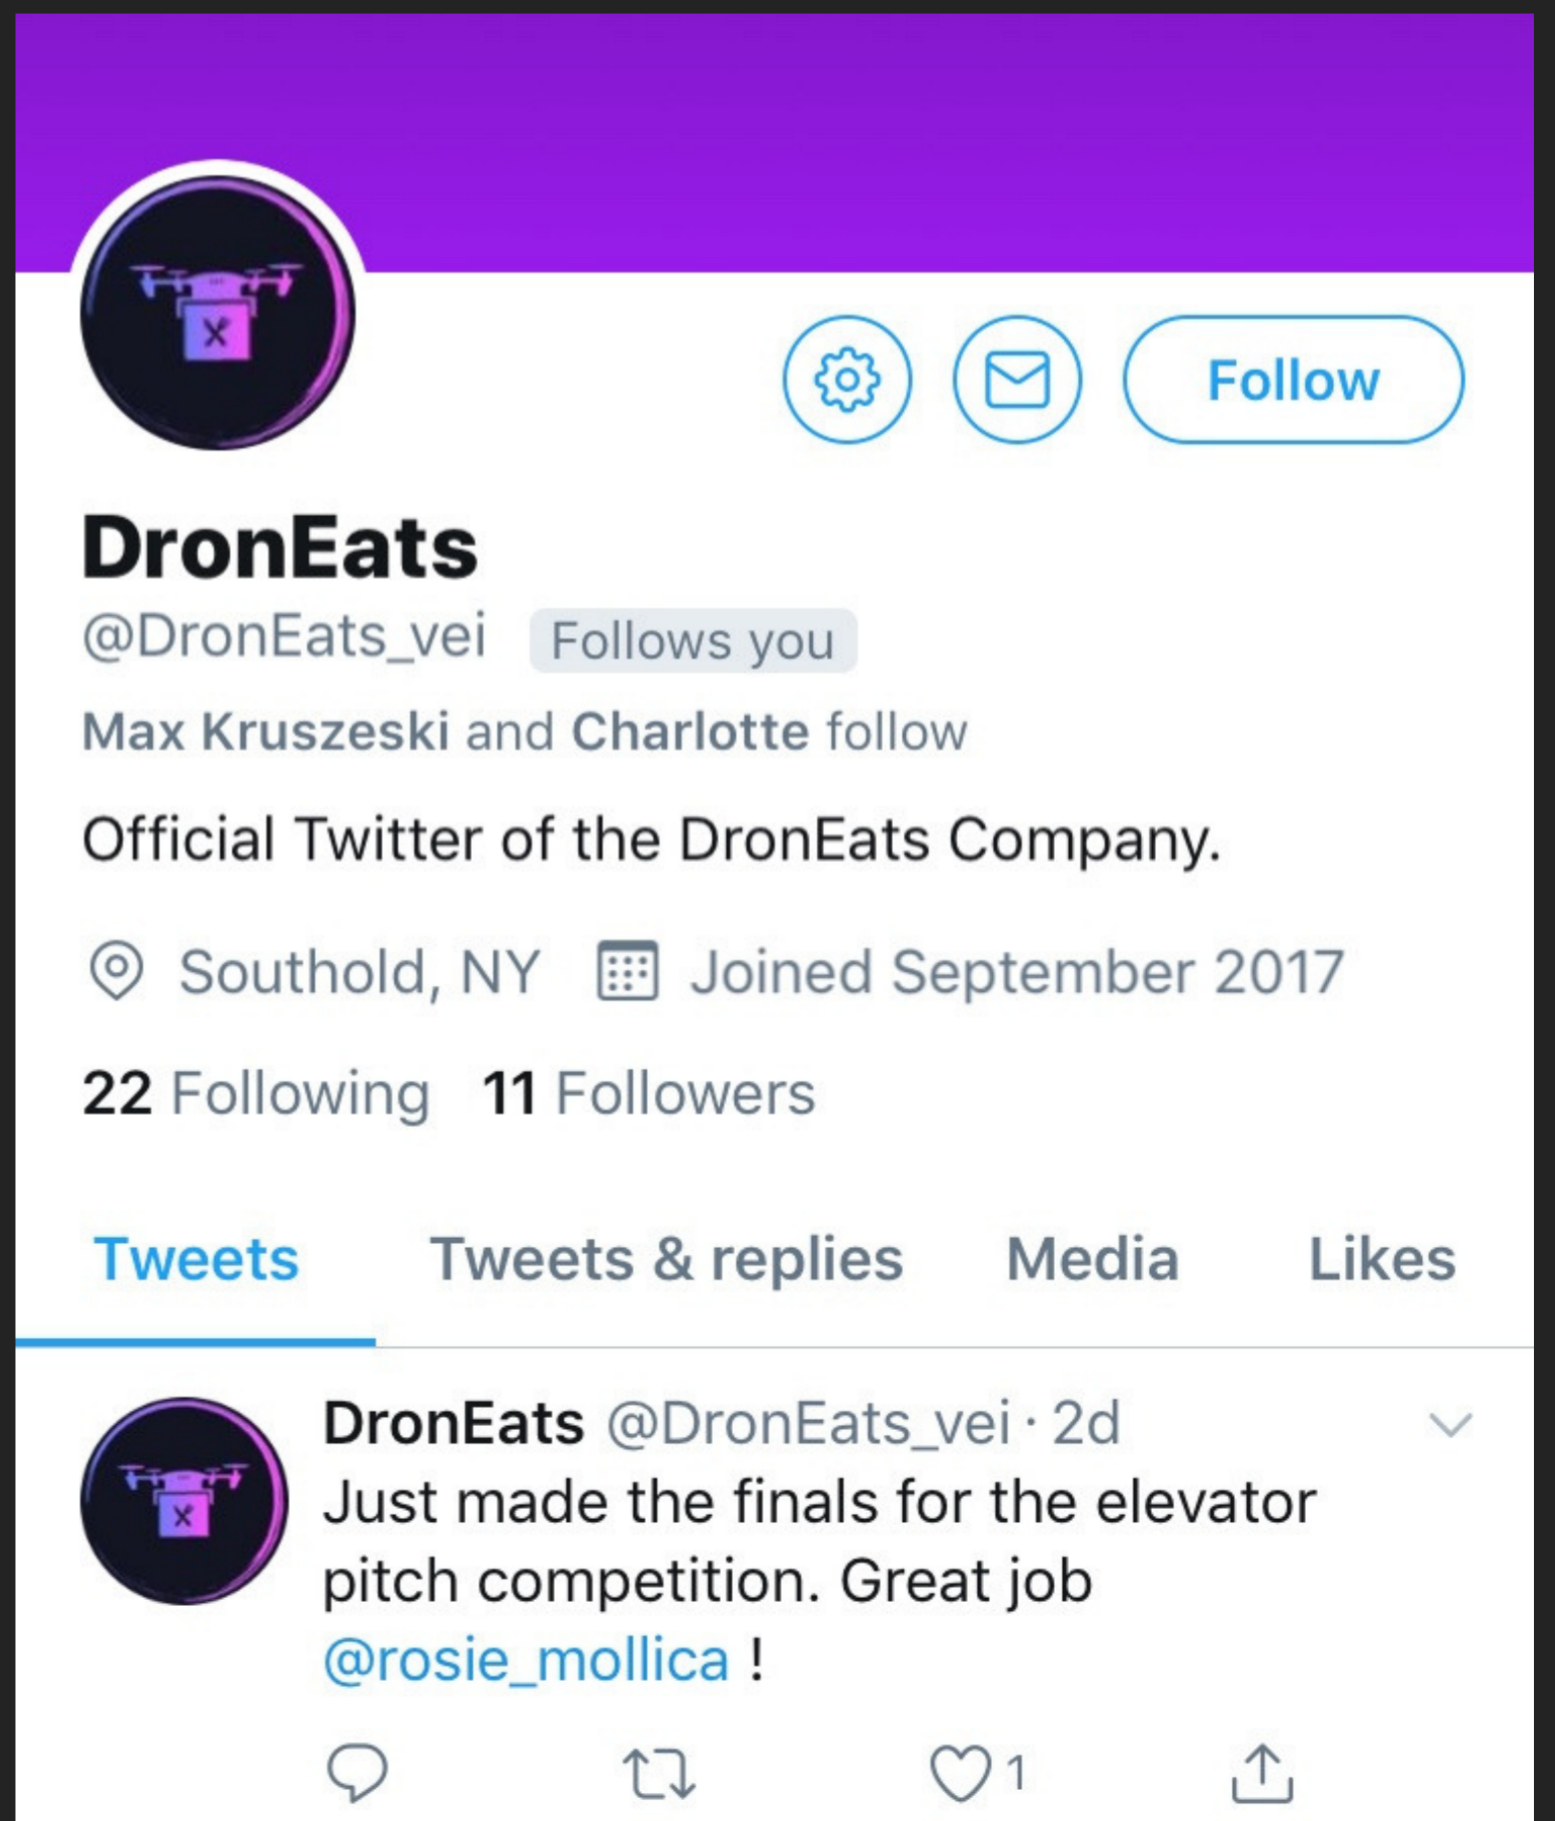 Follow
DronEats
@DronEats_vei Follows you
Max Kruszeski and Charlotte follow
Official Twitter of the DronEats Company.
Southold, NY Joined September 2017
22 Following 11 Followers
Tweets Tweets & replies Media Likes
DronEats @DronEats_vei · 2d
Just made the finals for the elevator
pitch competition. Great job
@rosie_mollica !
1